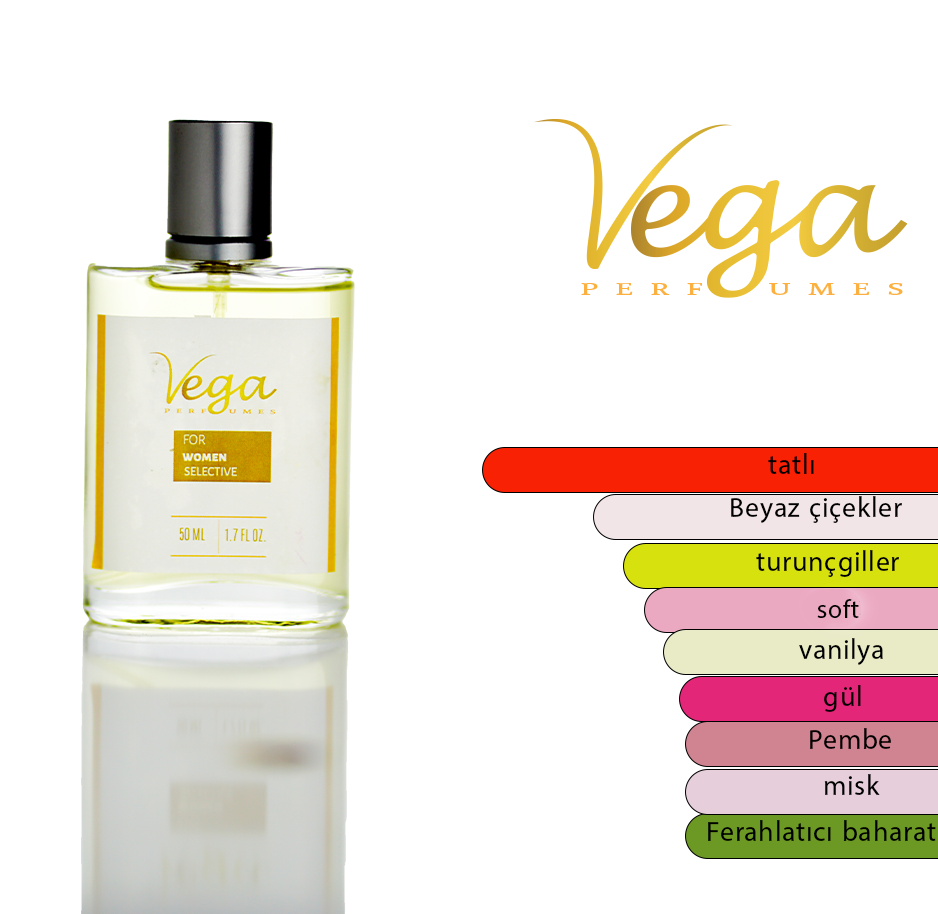 Vega
PERFUMES
Vega
PERFUMES
FOR
WOMEN
SELECTIVE
50 ML
1.7 FL OZ.
tatlı
Beyaz çiçekler
turunçgiller
soft
vanilya
gül
Pembe
misk
Ferahlatıcı baharat